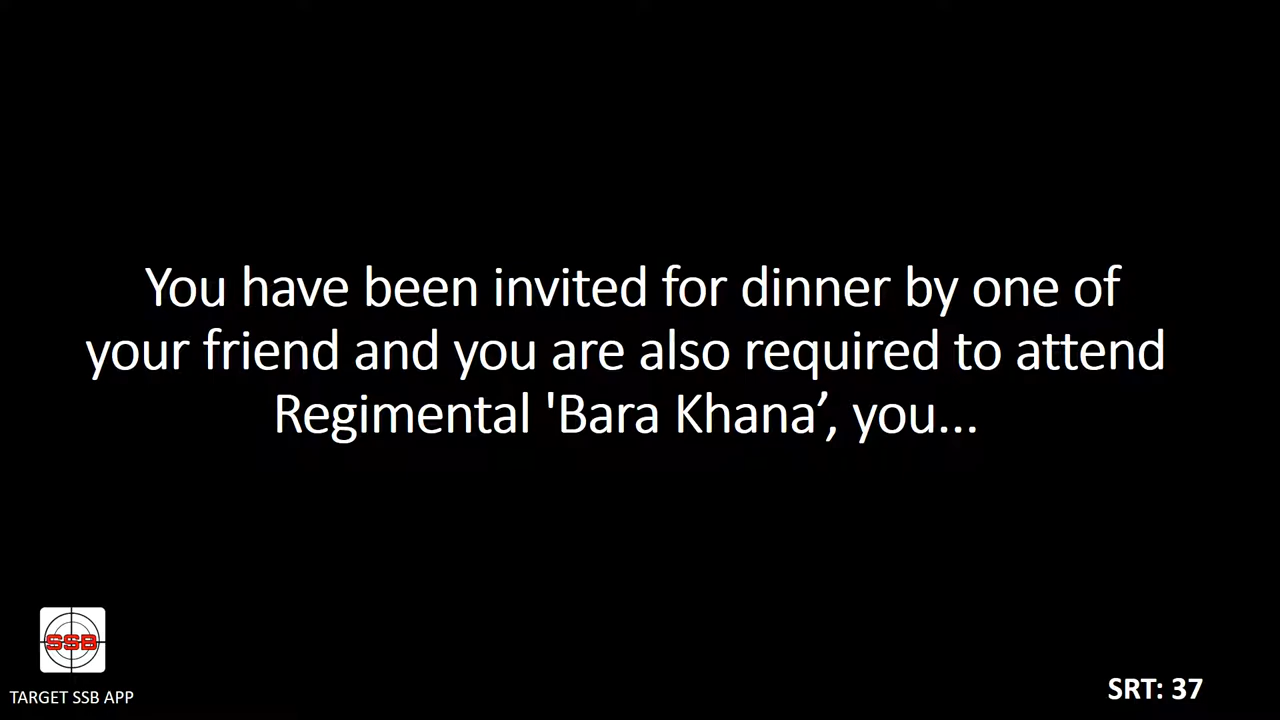 You have been invited for dinner by one of
your friend and you are also required to attend
Regimental 'Bara Khana’, you...
SSB
TARGET SSB APP
SRT: 37